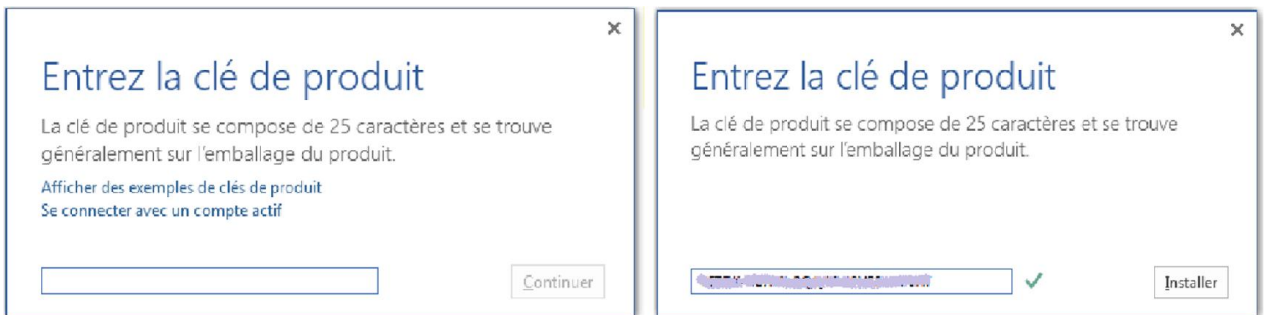 Entrez la clé de produit
La clé de produit se compose de 25 caractères et se trouve
généralement sur l'emballage du produit.
Afficher des exemples de clés de produit
Se connecter avec un compte actif
Continuer
Entrez la clé de produit
La clé de produit se compose de 25 caractères et se trouve
généralement sur l'emballage du produit.
Installer